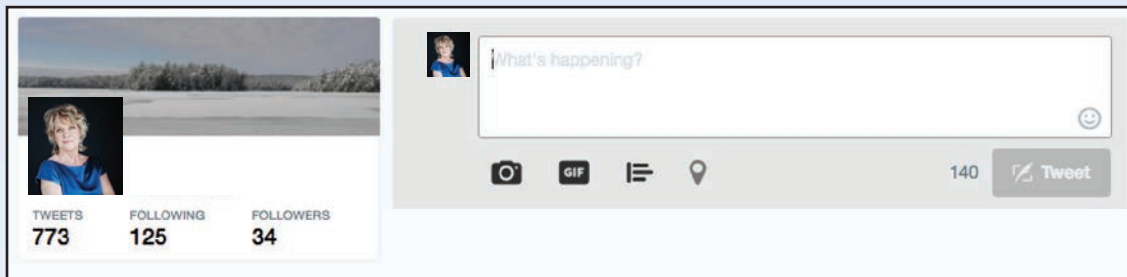 What's happening?
GIF
140 Tweet
TWEETS FOLLOWING FOLLOWERS
773 125 34